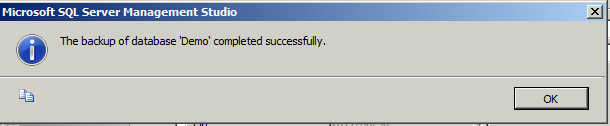 Microsoft SQL Server Management Studio
The backup of database 'Demo' completed successfully.
OK